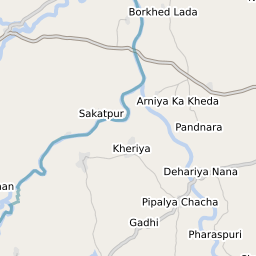 Borkhed Lada
Arniya Ka Kheda
Sakatpur
Pandnara
Kheriya
Dehariya Nana
Pipalya Chacha
Gadhi
Pharaspuri